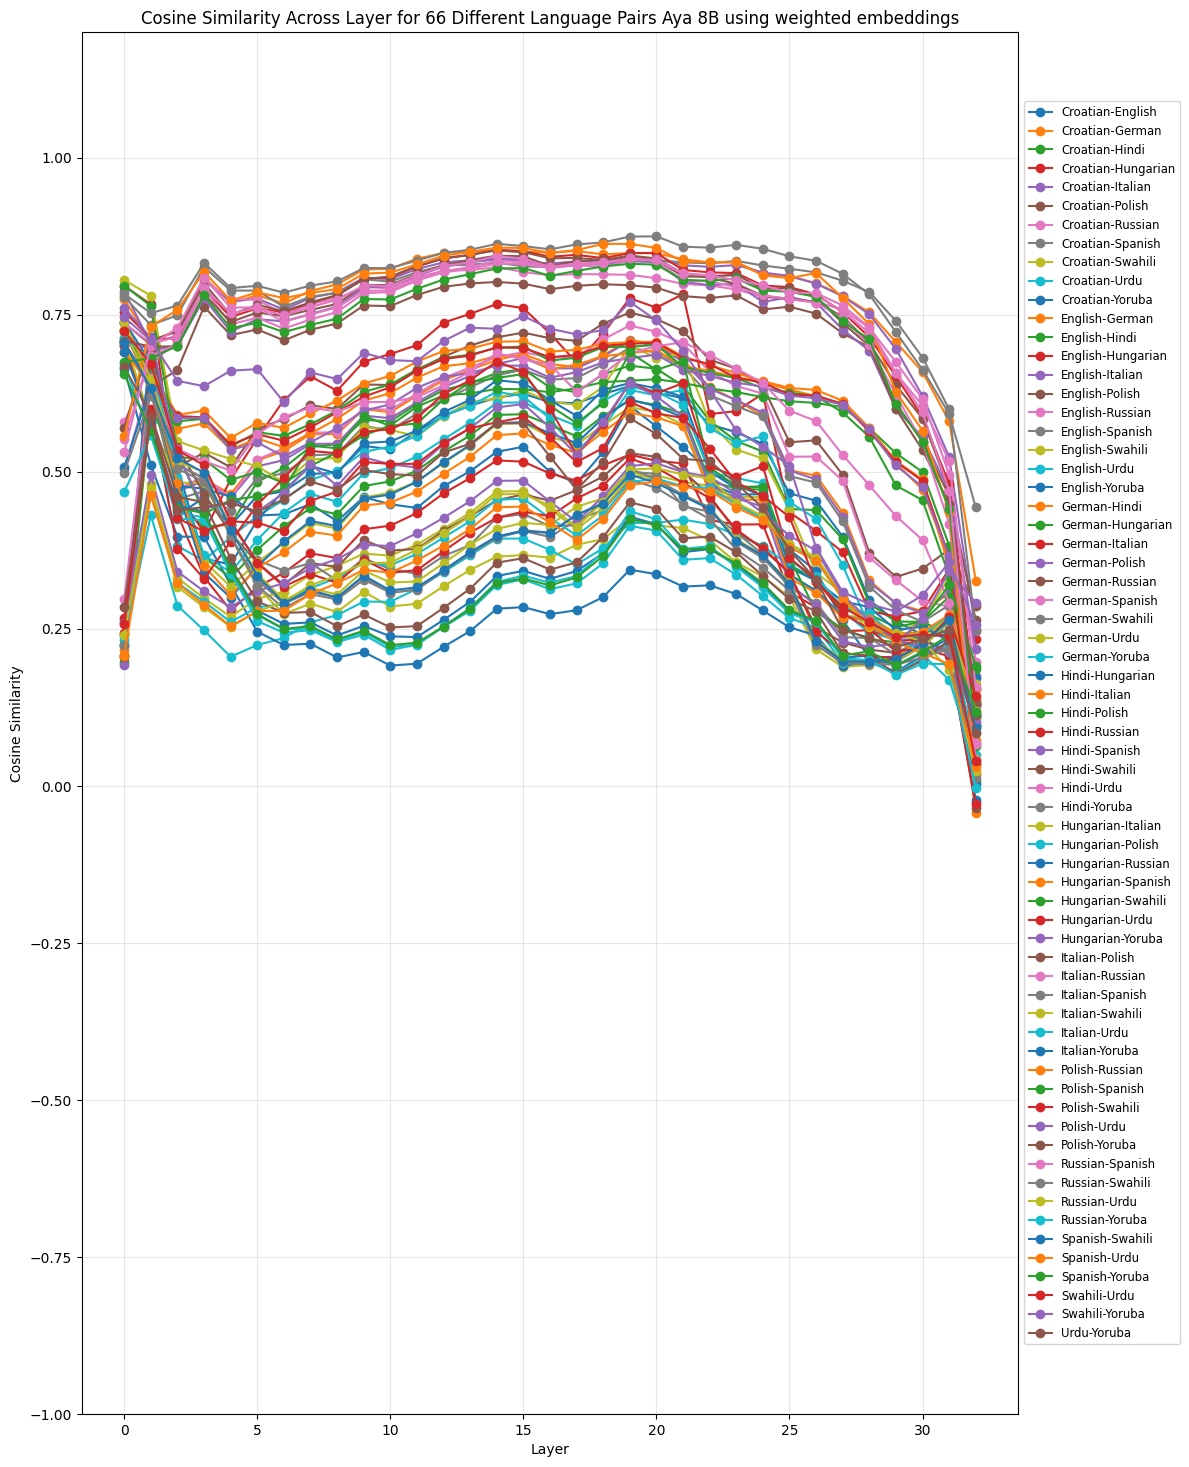 Cosine Similarity Across Layer for 66 Different Language Pairs Aya 8B using weighted embeddings
Cosine Similarity
1.00
0.75
0.50
0.25
0.00
−0.25
−0.50
−0.75
−1.00
0 5 10 15 20 25 30
Layer
Croatian-English
Croatian-German
Croatian-Hindi
Croatian-Hungarian
Croatian-Italian
Croatian-Polish
Croatian-Russian
Croatian-Spanish
Croatian-Swahili
Croatian-Urdu
Croatian-Yoruba
English-German
English-Hindi
English-Hungarian
English-Italian
English-Polish
English-Russian
English-Spanish
English-Swahili
English-Urdu
English-Yoruba
German-Hindi
German-Hungarian
German-Italian
German-Polish
German-Russian
German-Spanish
German-Swahili
German-Urdu
German-Yoruba
Hindi-Hungarian
Hindi-Italian
Hindi-Polish
Hindi-Russian
Hindi-Spanish
Hindi-Swahili
Hindi-Urdu
Hindi-Yoruba
Hungarian-Italian
Hungarian-Polish
Hungarian-Russian
Hungarian-Spanish
Hungarian-Swahili
Hungarian-Urdu
Hungarian-Yoruba
Italian-Polish
Italian-Russian
Italian-Spanish
Italian-Swahili
Italian-Urdu
Italian-Yoruba
Polish-Russian
Polish-Spanish
Polish-Swahili
Polish-Urdu
Polish-Yoruba
Russian-Spanish
Russian-Swahili
Russian-Urdu
Russian-Yoruba
Spanish-Swahili
Spanish-Urdu
Spanish-Yoruba
Swahili-Urdu
Swahili-Yoruba
Urdu-Yoruba